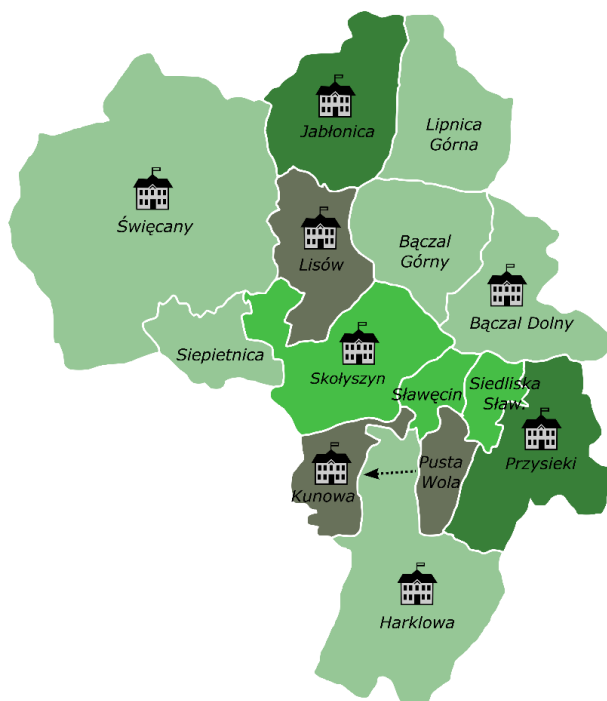 Jabłonica
Lipnica
Górna
Święcany
Lisów
Bączal
Górny
Bączal Dolny
Siepietnica
Skołyszyn
Sławęcin
Siedliska
Sław.
Przysieki
Pusta
Wola
Kunowa
Harklowa